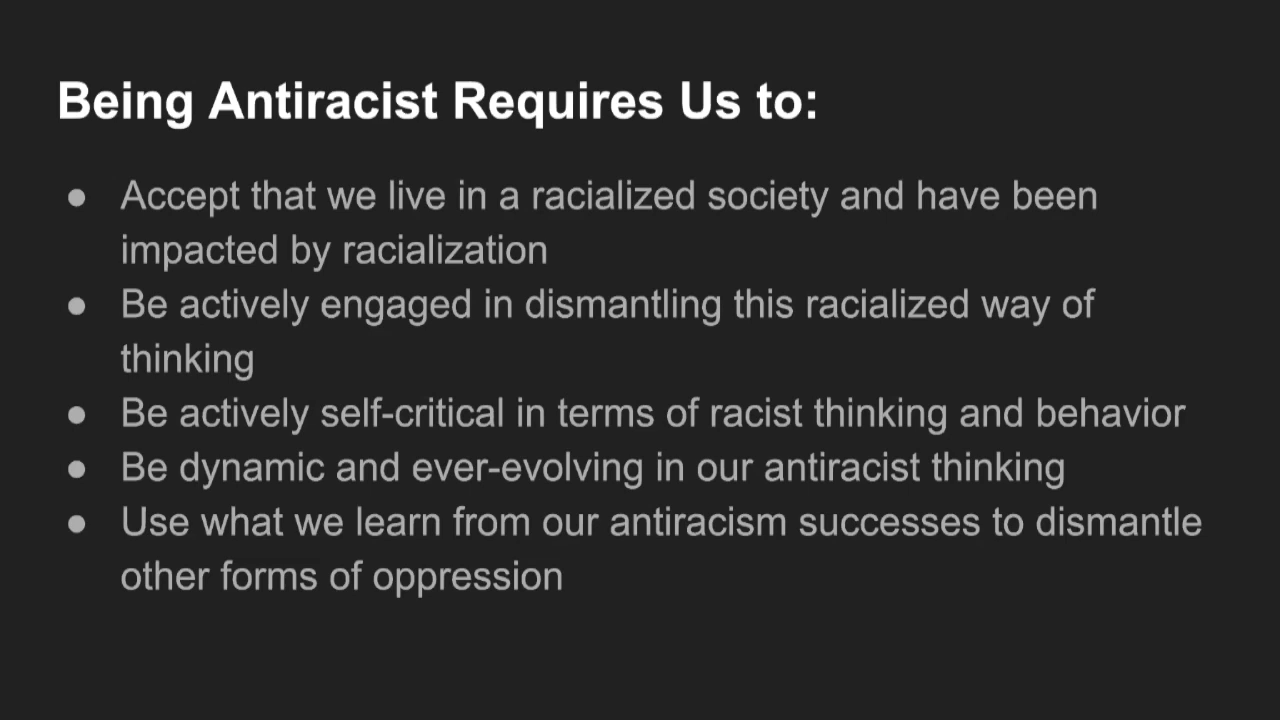 Being Antiracist Requires Us to:
● Accept that we live in a racialized society and have been
impacted by racialization
● Be actively engaged in dismantling this racialized way of
thinking
● Be actively self-critical in terms of racist thinking and behavior
● Be dynamic and ever-evolving in our antiracist thinking
● Use what we learn from our antiracism successes to dismantle
other forms of oppression